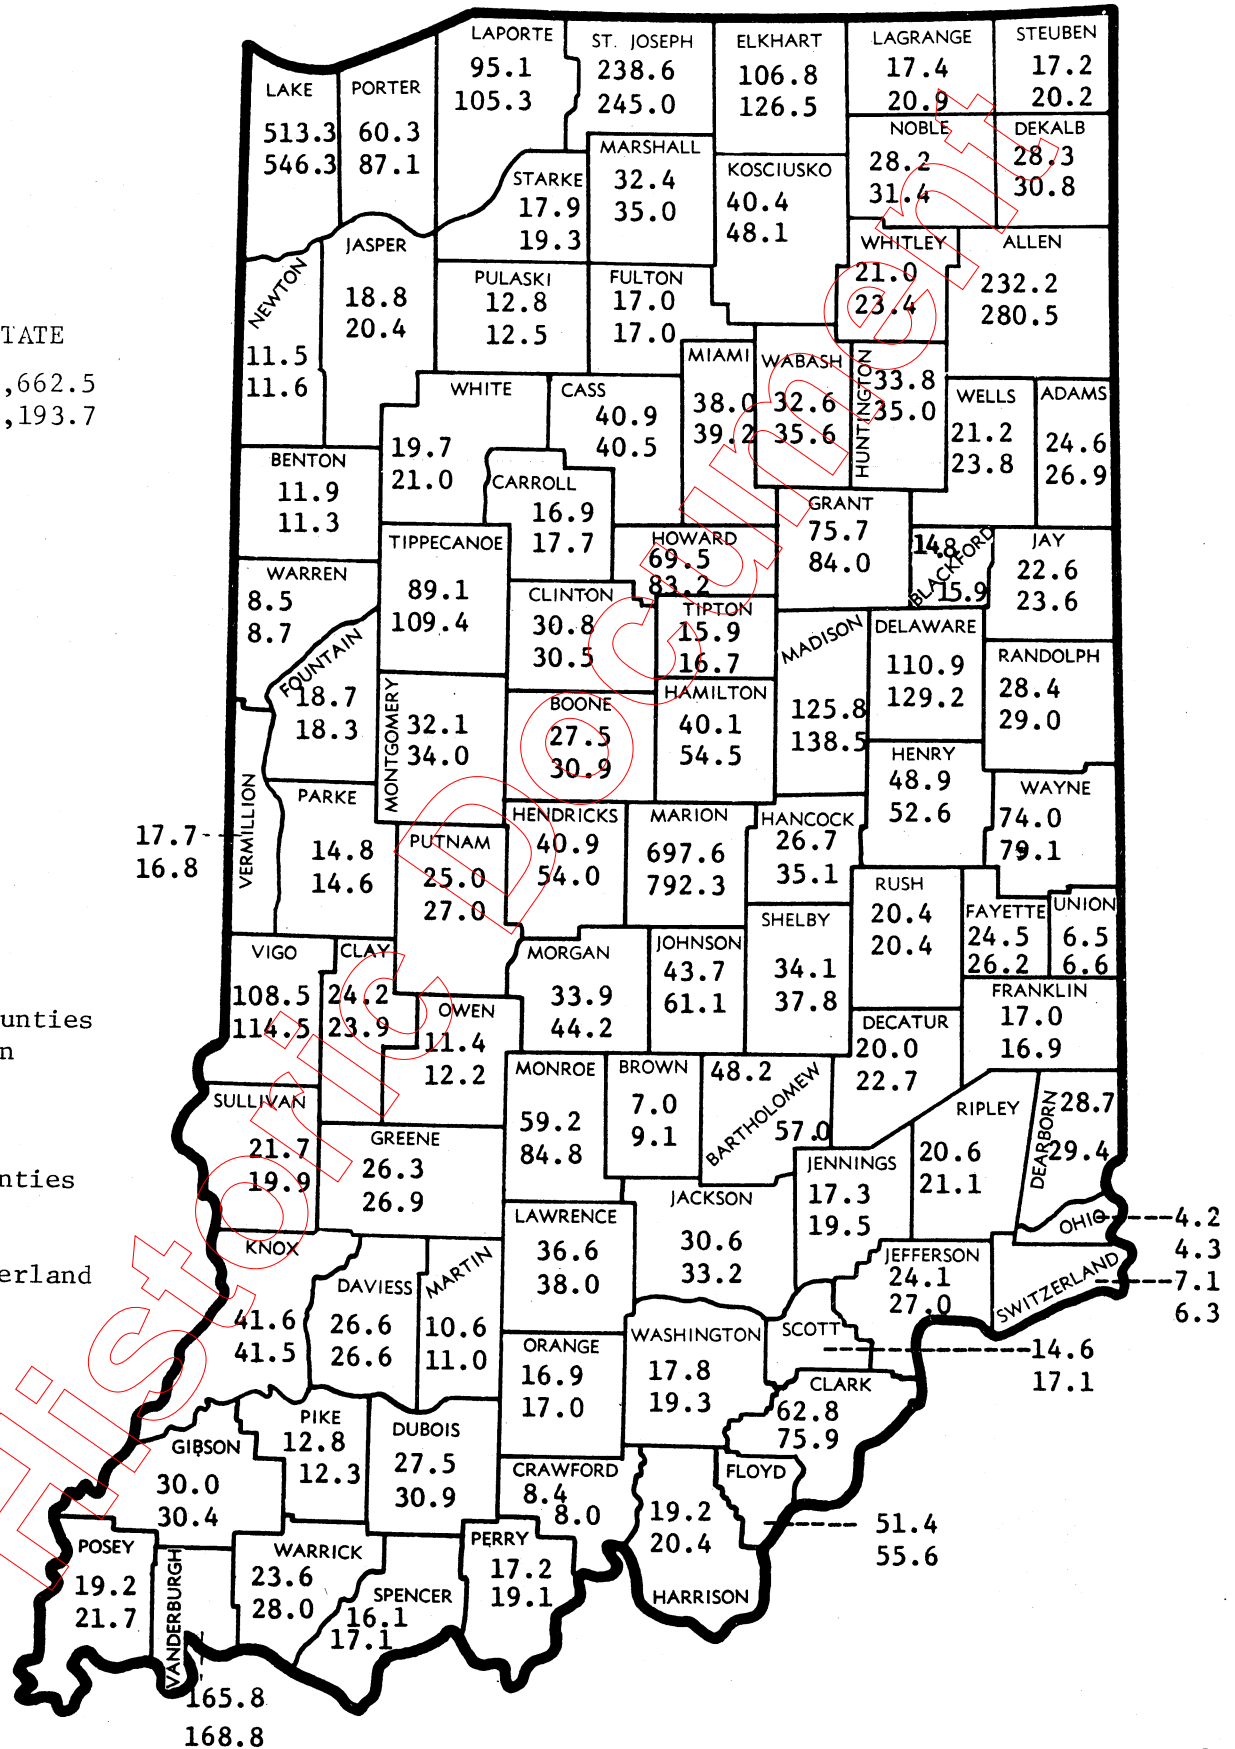 LAPORTE
95.1
105.3
ST. JOSEPH
238.6
245.0
ELKHART
106.8
126.5
LAGRANGE
17.4
20.9
STEUBEN
17.2
20.2
LAKE
513.3
546.3
PORTER
60.3
87.1
NOBLE
28.2
31.4
DEKALB
28.3
30.8
MARSHALL
32.4
35.0
KOSCIUSKO
40.4
48.1
STARKE
17.9
19.3
JASPER
18.8
20.4
WHITLEY
21.0
23.4
ALLEN
232.2
280.5
NEWTON
11.5
11.6
PULASKI
12.8
12.5
FULTON
17.0
17.0
TATE
,662.5
,193.7
MIAMI
38.0
39.2
WABASH
32.6
35.6
HUNTINGTON
33.8
35.0
WHITE
19.7
21.0
CASS
40.9
40.5
WELLS
21.2
23.8
ADAMS
24.6
26.9
BENTON
11.9
11.3
CARROLL
16.9
17.7
GRANT
75.7
84.0
TIPPECANOE
89.1
109.4
HOWARD
69.5
83.2
BLACKFORD
14.8
15.9
JAY
22.6
23.6
WARREN
8.5
8.7
CLINTON
30.8
30.5
TIPTON
15.9
16.7
MADISON
125.8
138.5
DELAWARE
110.9
129.2
RANDOLPH
28.4
29.0
FOUNTAIN
18.7
18.3
MONTGOMERY
32.1
34.0
BOONE
27.5
30.9
HAMILTON
40.1
54.5
HENRY
48.9
52.6
WAYNE
74.0
79.1
VERMILLION
17.7
16.8
PARKE
14.8
14.6
PUTNAM
25.0
27.0
HENDRICKS
40.9
54.0
MARION
697.6
792.3
HANCOCK
26.7
35.1
RUSH
20.4
20.4
FAYETTE
24.5
26.2
UNION
6.5
6.6
VIGO
108.5
114.5
CLAY
24.2
23.9
MORGAN
33.9
44.2
JOHNSON
43.7
61.1
SHELBY
34.1
37.8
FRANKLIN
17.0
16.9
unties
n
OWEN
11.4
12.2
DECATUR
20.0
22.7
MONROE
59.2
84.8
BROWN
7.0
9.1
BARTHOLOMEW
48.2
57.0
SULLIVAN
21.7
19.9
GREENE
26.3
26.9
RIPLEY
20.6
21.1
DEARBORN
28.7
29.4
nties
JENNINGS
17.3
19.5
JACKSON
30.6
33.2
LAWRENCE
36.6
38.0
OHIO
4.2
4.3
KNOX
41.6
41.5
erland
DAVIESS
26.6
26.6
MARTIN
10.6
11.0
JEFFERSON
24.1
27.0
SWITZERLAND
7.1
6.3
ORANGE
16.9
17.0
WASHINGTON
17.8
19.3
SCOTT
14.6
17.1
CLARK
62.8
75.9
GIBSON
30.0
30.4
PIKE
12.8
12.3
DUBOIS
27.5
30.9
CRAWFORD
8.4
8.0
FLOYD
51.4
55.6
19.2
20.4
HARRISON
POSEY
19.2
21.7
VANDERBURGH
165.8
168.8
WARRICK
23.6
28.0
SPENCER
16.1
17.1
PERRY
17.2
19.1
Historic Document